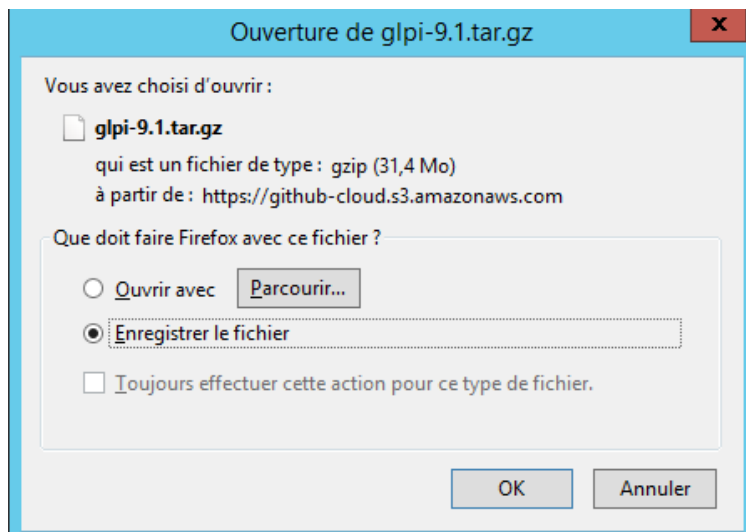 Ouverture de glpi-9.1.tar.gz
x
Vous avez choisi d'ouvrir :
glpi-9.1.tar.gz
qui est un fichier de type : gzip (31,4 Mo)
à partir de : https://github-cloud.s3.amazonaws.com
Que doit faire Firefox avec ce fichier ?
Ouvrir avec Parcourir...
Enregistrer le fichier
Toujours effectuer cette action pour ce type de fichier.
OK Annuler